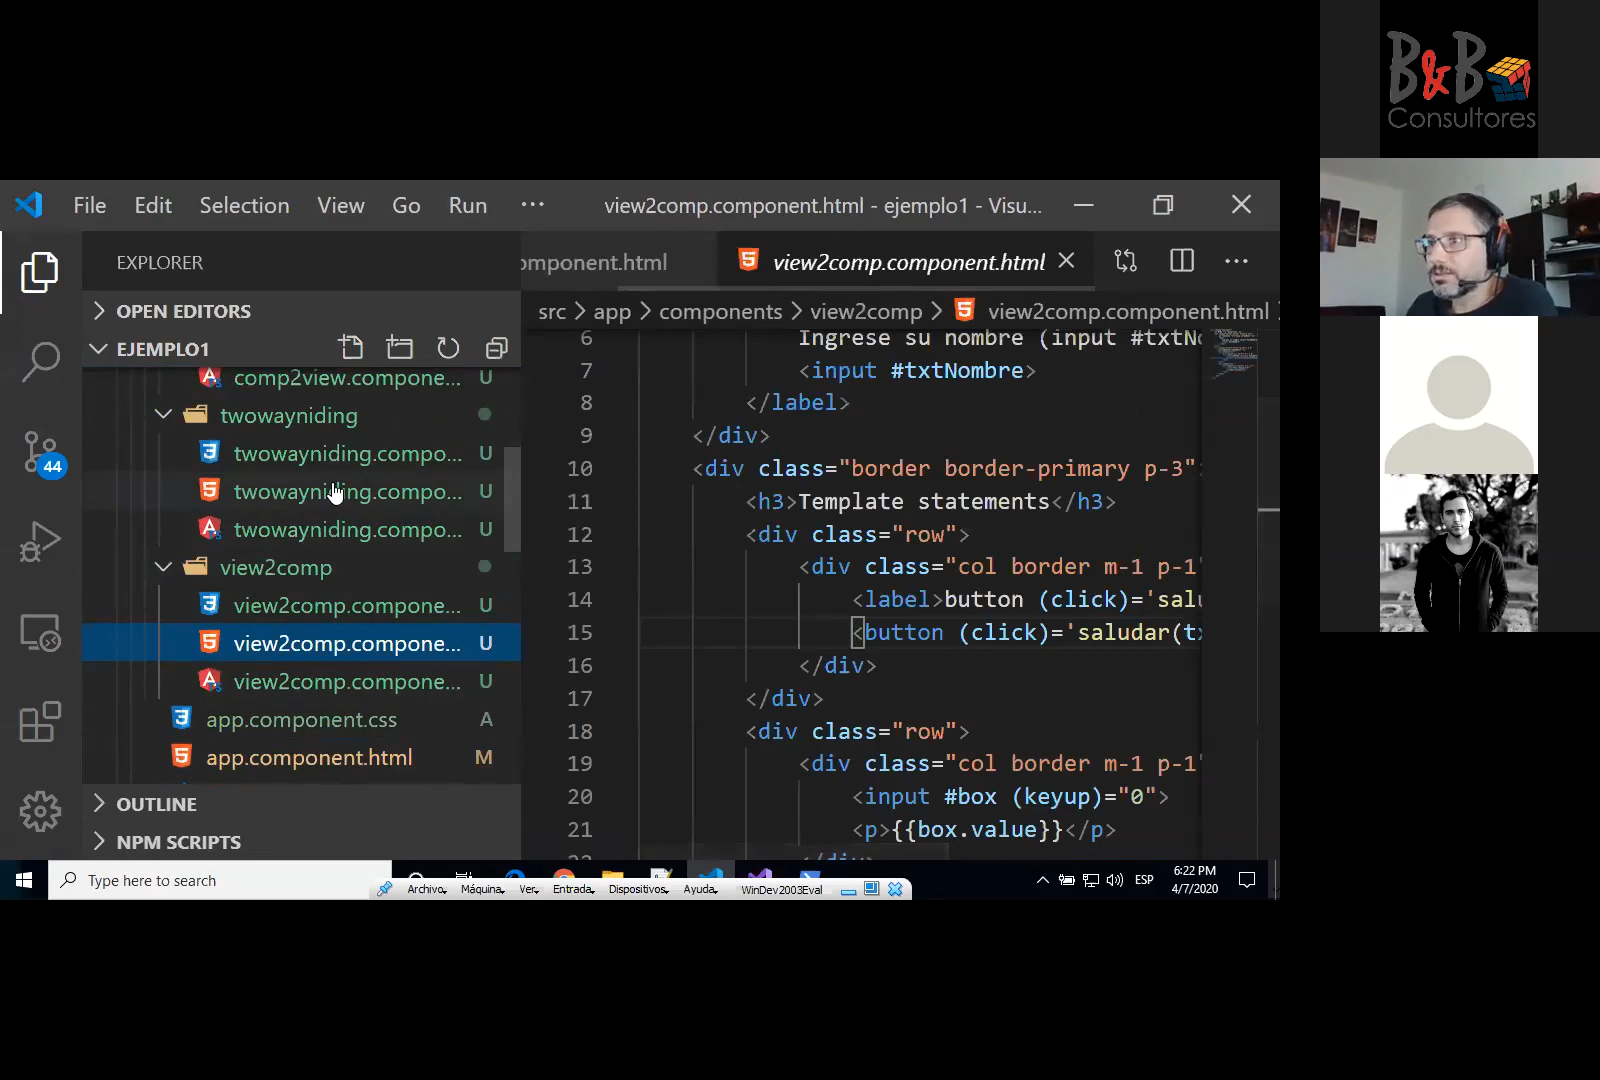 B&B
Consultores
File Edit Selection View Go Run ··· view2comp.component.html - ejemplo1 - Visu...
EXPLORER
omponent.html
view2comp.component.html
OPEN EDITORS
src > app > components > view2comp > view2comp.component.html
EJEMPLO1
comp2view.compone... U
twowayniding
twowayniding.compo... U
twowayniding.compo... U
twowayniding.compo... U
view2comp
view2comp.compone... U
view2comp.compone... U
view2comp.compone... U
app.component.css A
app.component.html M
OUTLINE
NPM SCRIPTS
44
6 Ingrese su nombre (input #txtN
7 <input #txtNombre>
8 </label>
9 </div>
10 <div class="border border-primary p-3"
11 <h3>Template statements</h3>
12 <div class="row">
13 <div class="col border m-1 p-1"
14 <label>button (click)='sal
15 <button (click)='saludar(t
16 </div>
17 </div>
18 <div class="row">
19 <div class="col border m-1 p-1"
20 <input #box (keyup)="0">
21 <p>{{box.value}}</p>
Type here to search
Archivo Máquina Ver Entrada Dispositivos Ayuda WinDev2003Eval
ESP
6:22 PM
4/7/2020